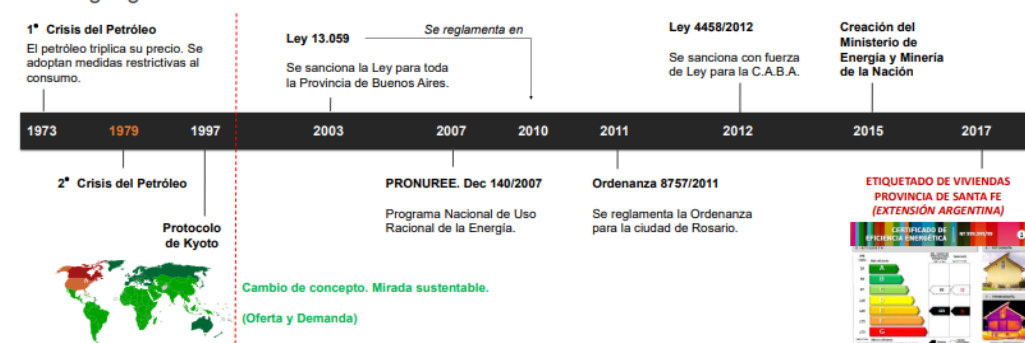 1ª Crisis del Petróleo
El petróleo triplica su precio. Se
adoptan medidas restrictivas al
consumo.
Ley 13.059
Se reglamenta en
Se sanciona la Ley para toda
la Provincia de Buenos Aires.
Ley 4458/2012
Se sanciona con fuerza
de Ley para la C.A.B.A.
Creación del
Ministerio de
Energía y Minería
de la Nación
1973 1979 1997 2003 2007 2010 2011 2012 2015 2017
2ª Crisis del Petróleo
Protocolo
de Kyoto
PRONUREE. Dec 140/2007
Programa Nacional de Uso
Racional de la Energía.
Ordenanza 8757/2011
Se reglamenta la Ordenanza
para la ciudad de Rosario.
ETIQUETADO DE VIVIENDAS
PROVINCIA DE SANTA FE
(EXTENSIÓN ARGENTINA)
CERTIFICADO DE
EFICIENCIA ENERGÉTICA
A
B
G
Cambio de concepto. Mirada sustentable.
(Oferta y Demanda)